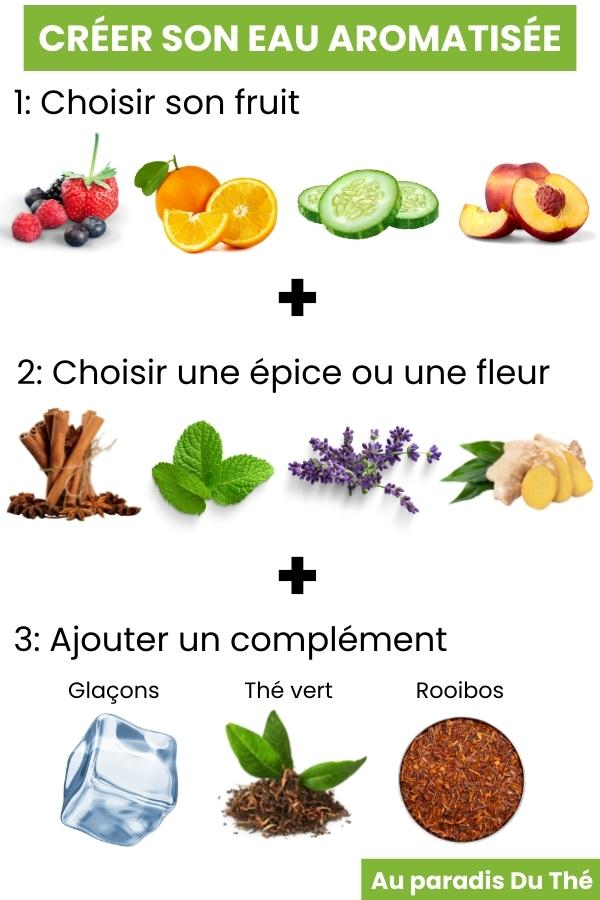 CRÉER SON EAU AROMATISÉE
1: Choisir son fruit
2: Choisir une épice ou une fleur
3: Ajouter un complément
Glaçons
Thé vert
Rooibos
Au paradis Du Thé